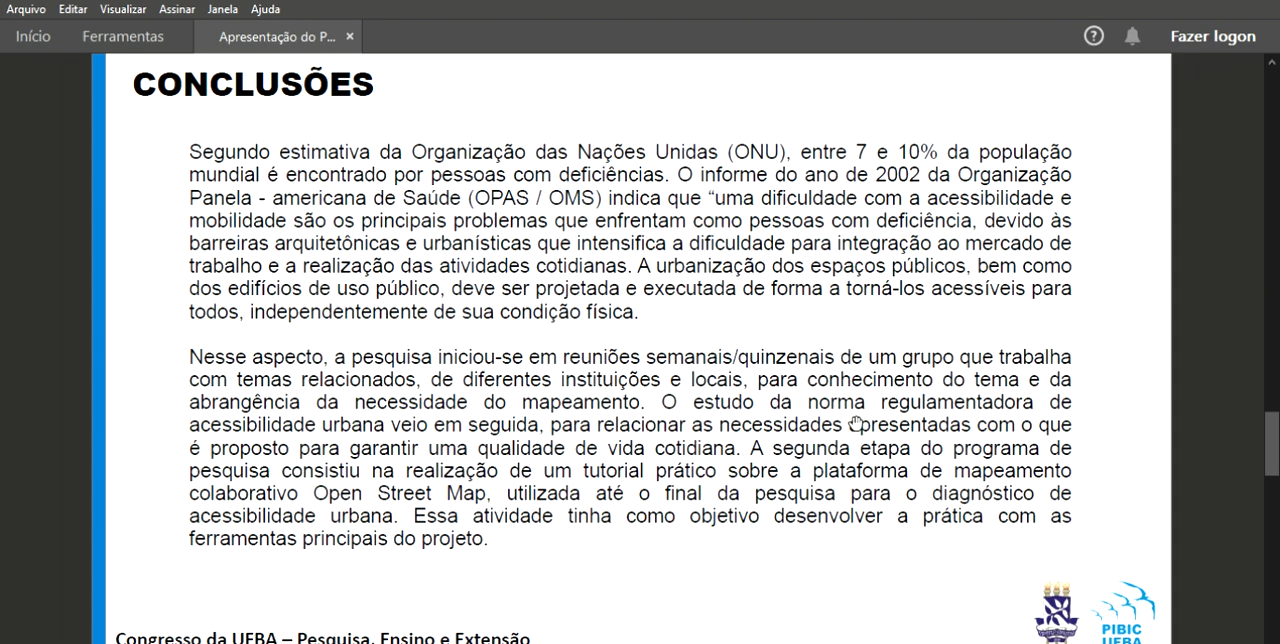 Arquivo Editar Visualizar Assinar Janela Ajuda
Início Ferramentas Apresentação do P... × ? Fazer logon
CONCLUSÕES
Segundo estimativa da Organização das Nações Unidas (ONU), entre 7 e 10% da população
mundial é encontrado por pessoas com deficiências. O informe do ano de 2002 da Organização
Panela - americana de Saúde (OPAS / OMS) indica que “uma dificuldade com a acessibilidade e
mobilidade são os principais problemas que enfrentam como pessoas com deficiência, devido às
barreiras arquitetônicas e urbanísticas que intensifica a dificuldade para integração ao mercado de
trabalho e a realização das atividades cotidianas. A urbanização dos espaços públicos, bem como
dos edifícios de uso público, deve ser projetada e executada de forma a torná-los acessíveis para
todos, independentemente de sua condição física.
Nesse aspecto, a pesquisa iniciou-se em reuniões semanais/quinzenais de um grupo que trabalha
com temas relacionados, de diferentes instituições e locais, para conhecimento do tema e da
abrangência da necessidade do mapeamento. O estudo da norma regulamentadora de
acessibilidade urbana veio em seguida, para relacionar as necessidades apresentadas com o que
é proposto para garantir uma qualidade de vida cotidiana. A segunda etapa do programa de
pesquisa consistiu na realização de um tutorial prático sobre a plataforma de mapeamento
colaborativo Open Street Map, utilizada até o final da pesquisa para o diagnóstico de
acessibilidade urbana. Essa atividade tinha como objetivo desenvolver a prática com as
ferramentas principais do projeto.
PIBIC
UFBA
Congresso da UFBA – Pesquisa, Ensino e Extensão